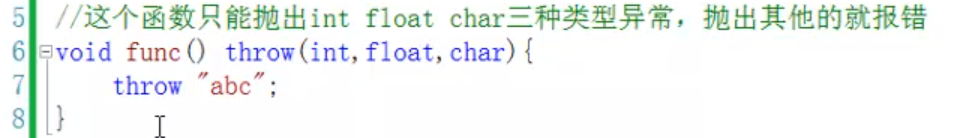 5 //这个函数只能抛出int float char三种类型异常，抛出其他的就报错
6 void func() throw(int,float,char){
7 throw "abc";
8 }